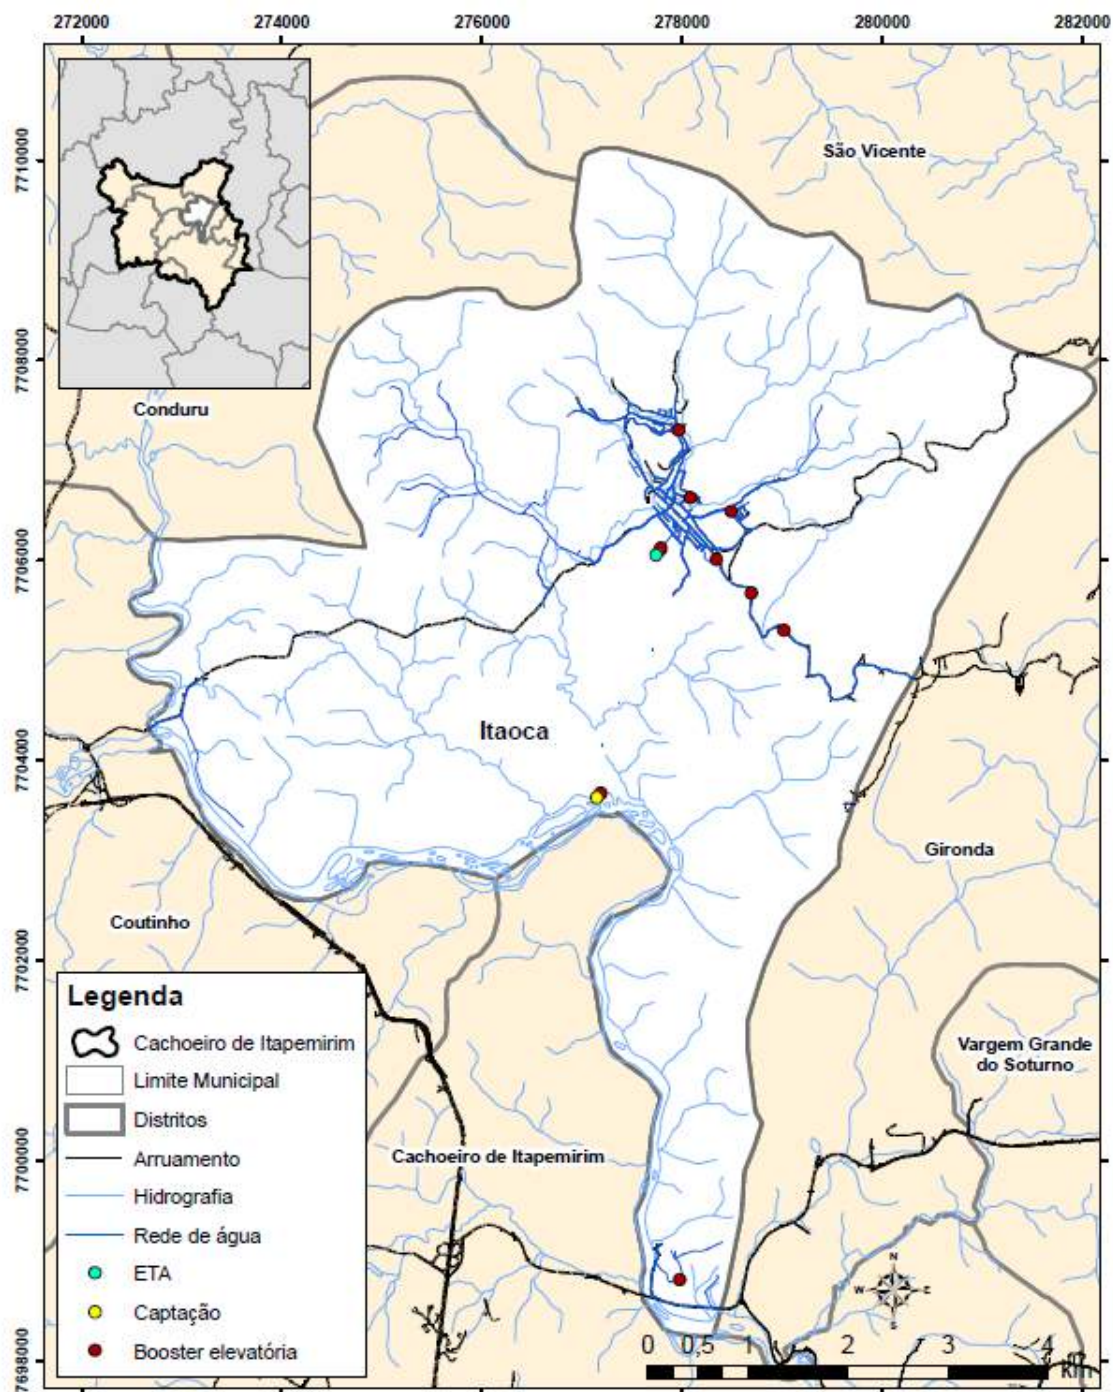 272000 274000 276000 278000 280000 282000
7710000
7708000
7706000
7704000
7702000
7700000
7698000
São Vicente
Conduru
Itaoca
Gironda
Coutinho
Vargem Grande
do Soturno
Cachoeiro de Itapemirim
Legenda
Cachoeiro de Itapemirim
Limite Municipal
Distritos
Arruamento
Hidrografia
Rede de água
ETA
Captação
Booster elevatória
N
W E
S
0 0,5 1 2 3 4
km